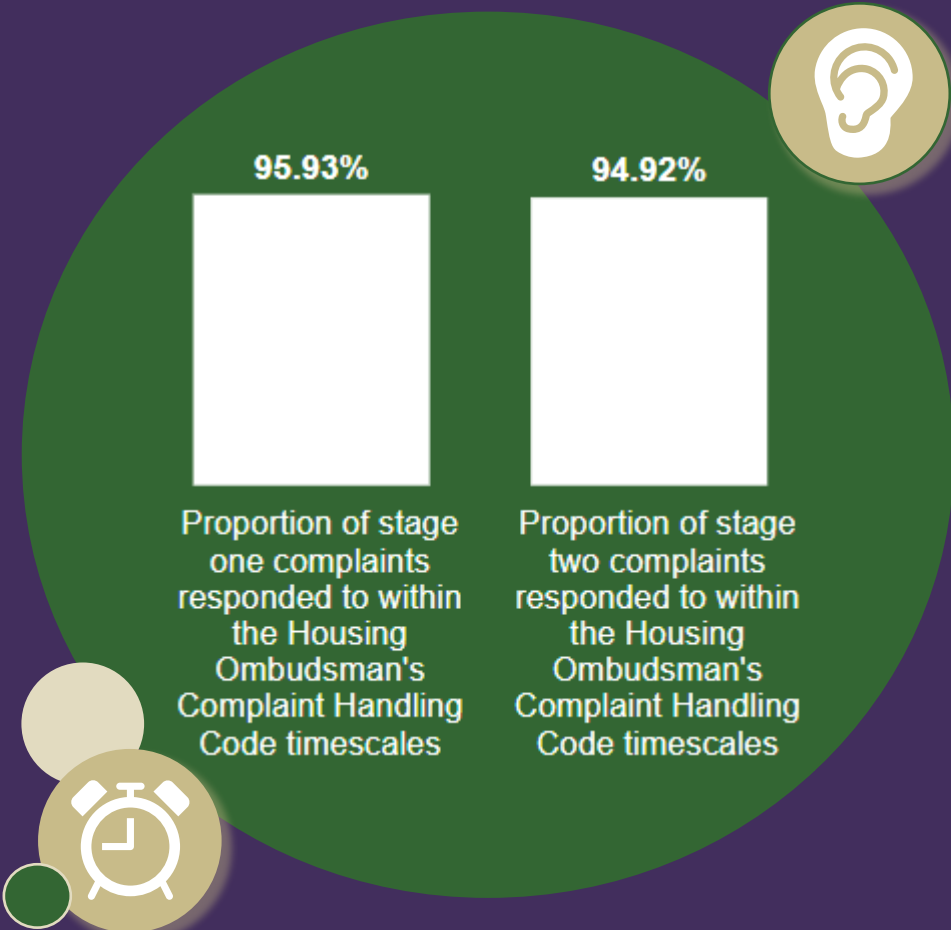 95.93%
94.92%
Proportion of stage
one complaints
responded to within
the Housing
Ombudsman's
Complaint Handling
Code timescales
Proportion of stage
two complaints
responded to within
the Housing
Ombudsman's
Complaint Handling
Code timescales